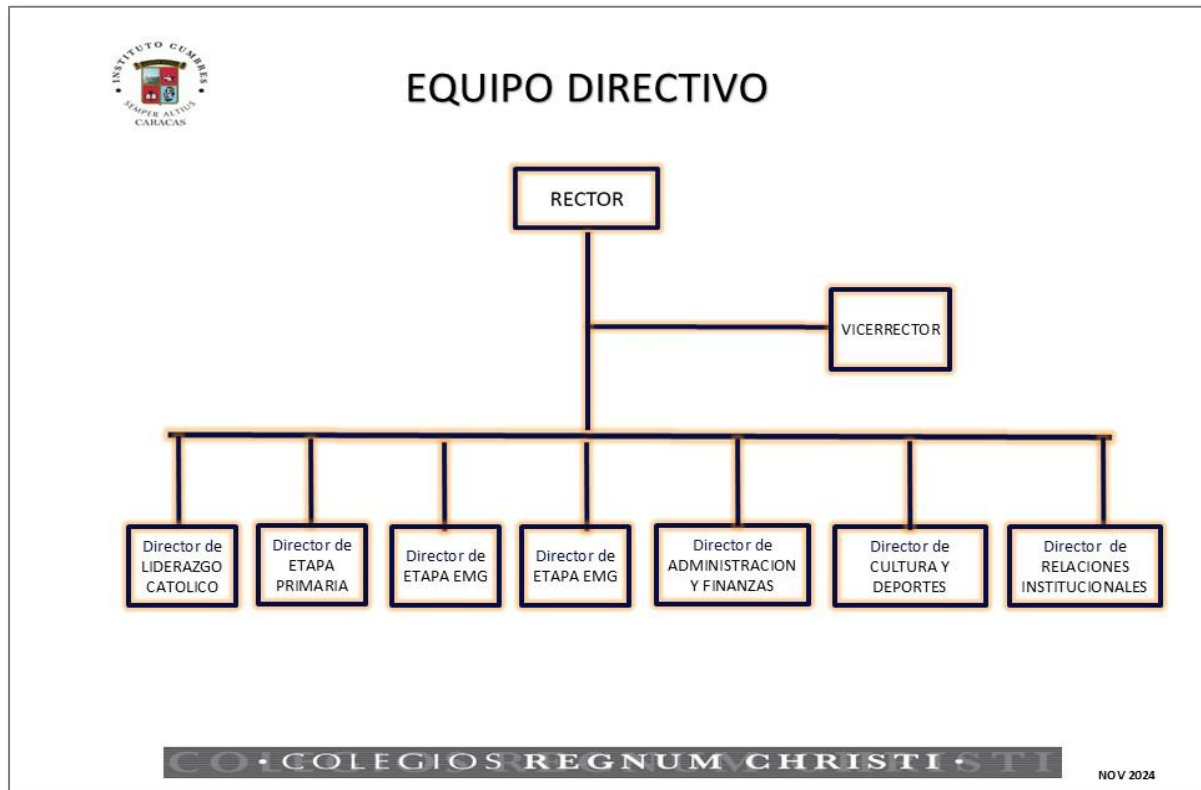 INSTITUTO CUMBRES
SEMPER ALTIUS
CARACAS
EQUIPO DIRECTIVO
RECTOR
VICERRECTOR
Director de
LIDERAZGO
CATOLICO
Director de
ETAPA
PRIMARIA
Director de
ETAPA EMG
Director de
ETAPA EMG
Director de
ADMINISTRACION
Y FINANZAS
Director de
CULTURA Y
DEPORTES
Director de
RELACIONES
INSTITUCIONALES
• COLEGIOS REGNUM CHRISTI •
NOV 2024